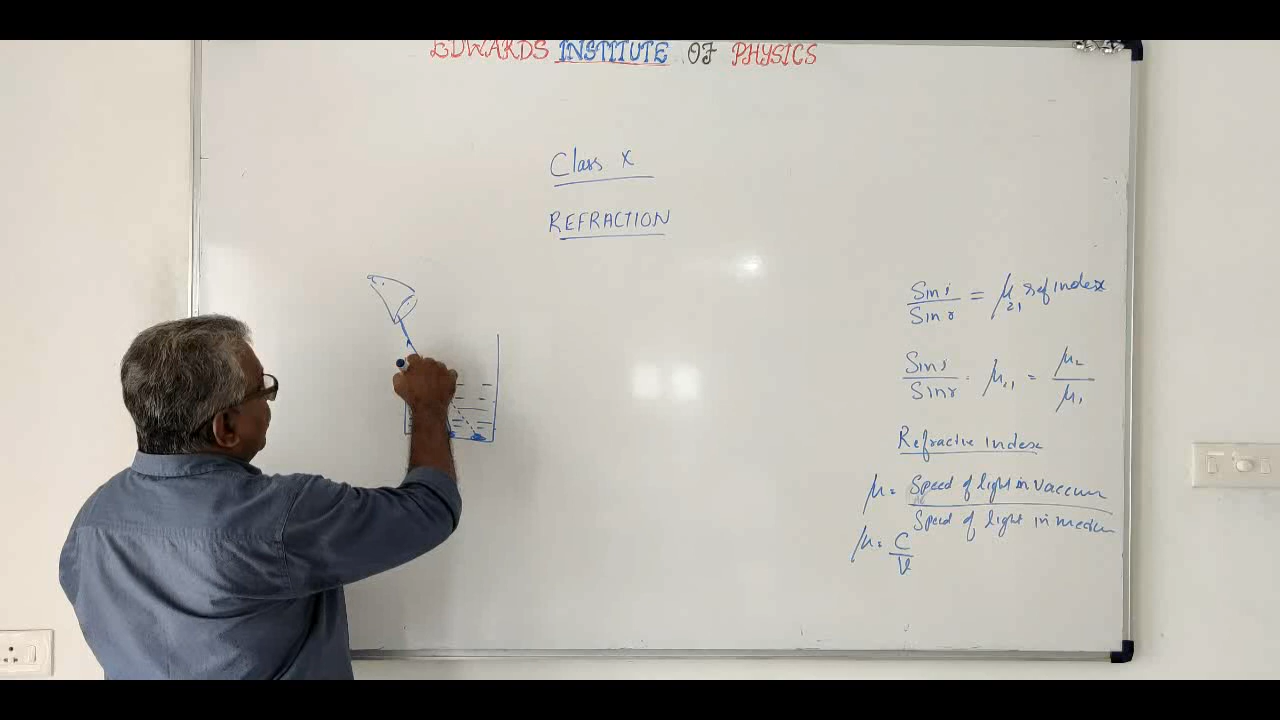 EDWARDS INSTITUTE OF PHYSICS
Class X
REFRACTION
Sin i / Sin r = μ21 ref index
Sin i / Sin r = μ21 = μ2 / μ1
Refractive index
μ = Speed of light in vaccum / Speed of light in medium
μ = C / V